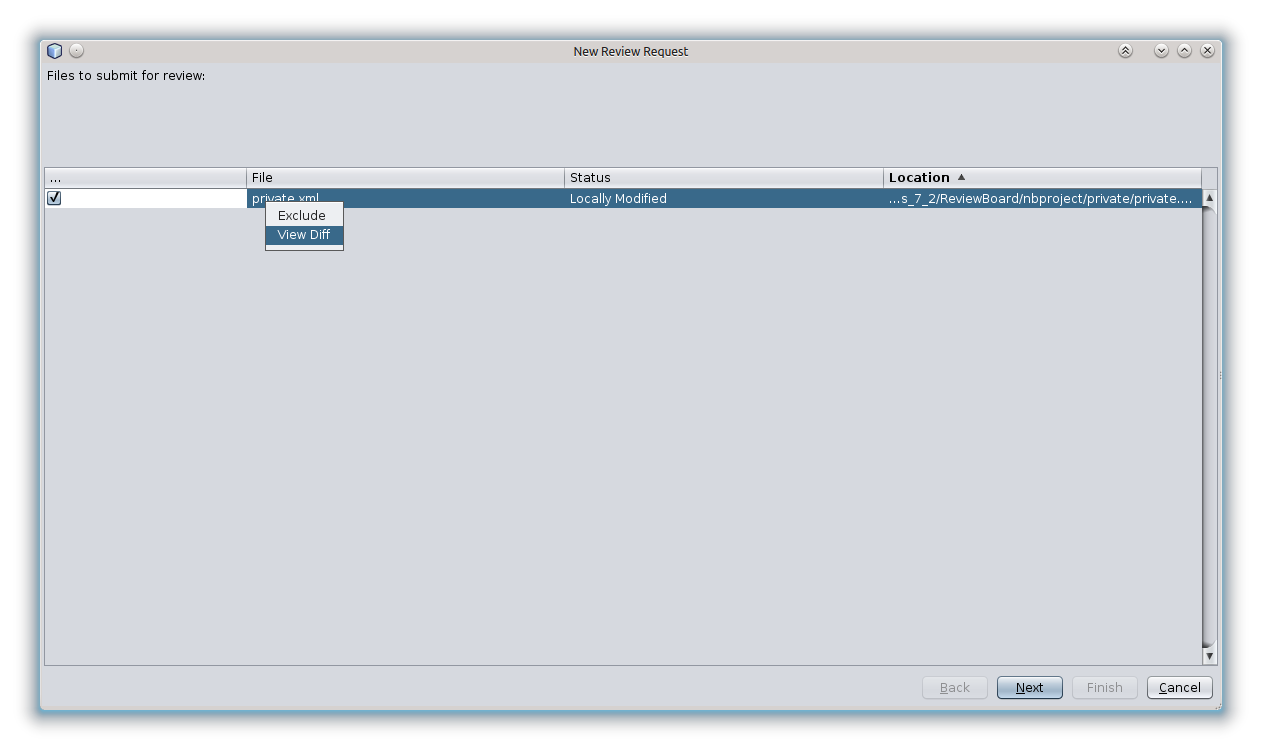 New Review Request
Files to submit for review:
... File Status Location
private.xml Locally Modified ...s_7_2/ReviewBoard/nbproject/private/private....
Exclude
View Diff
Back Next Finish Cancel